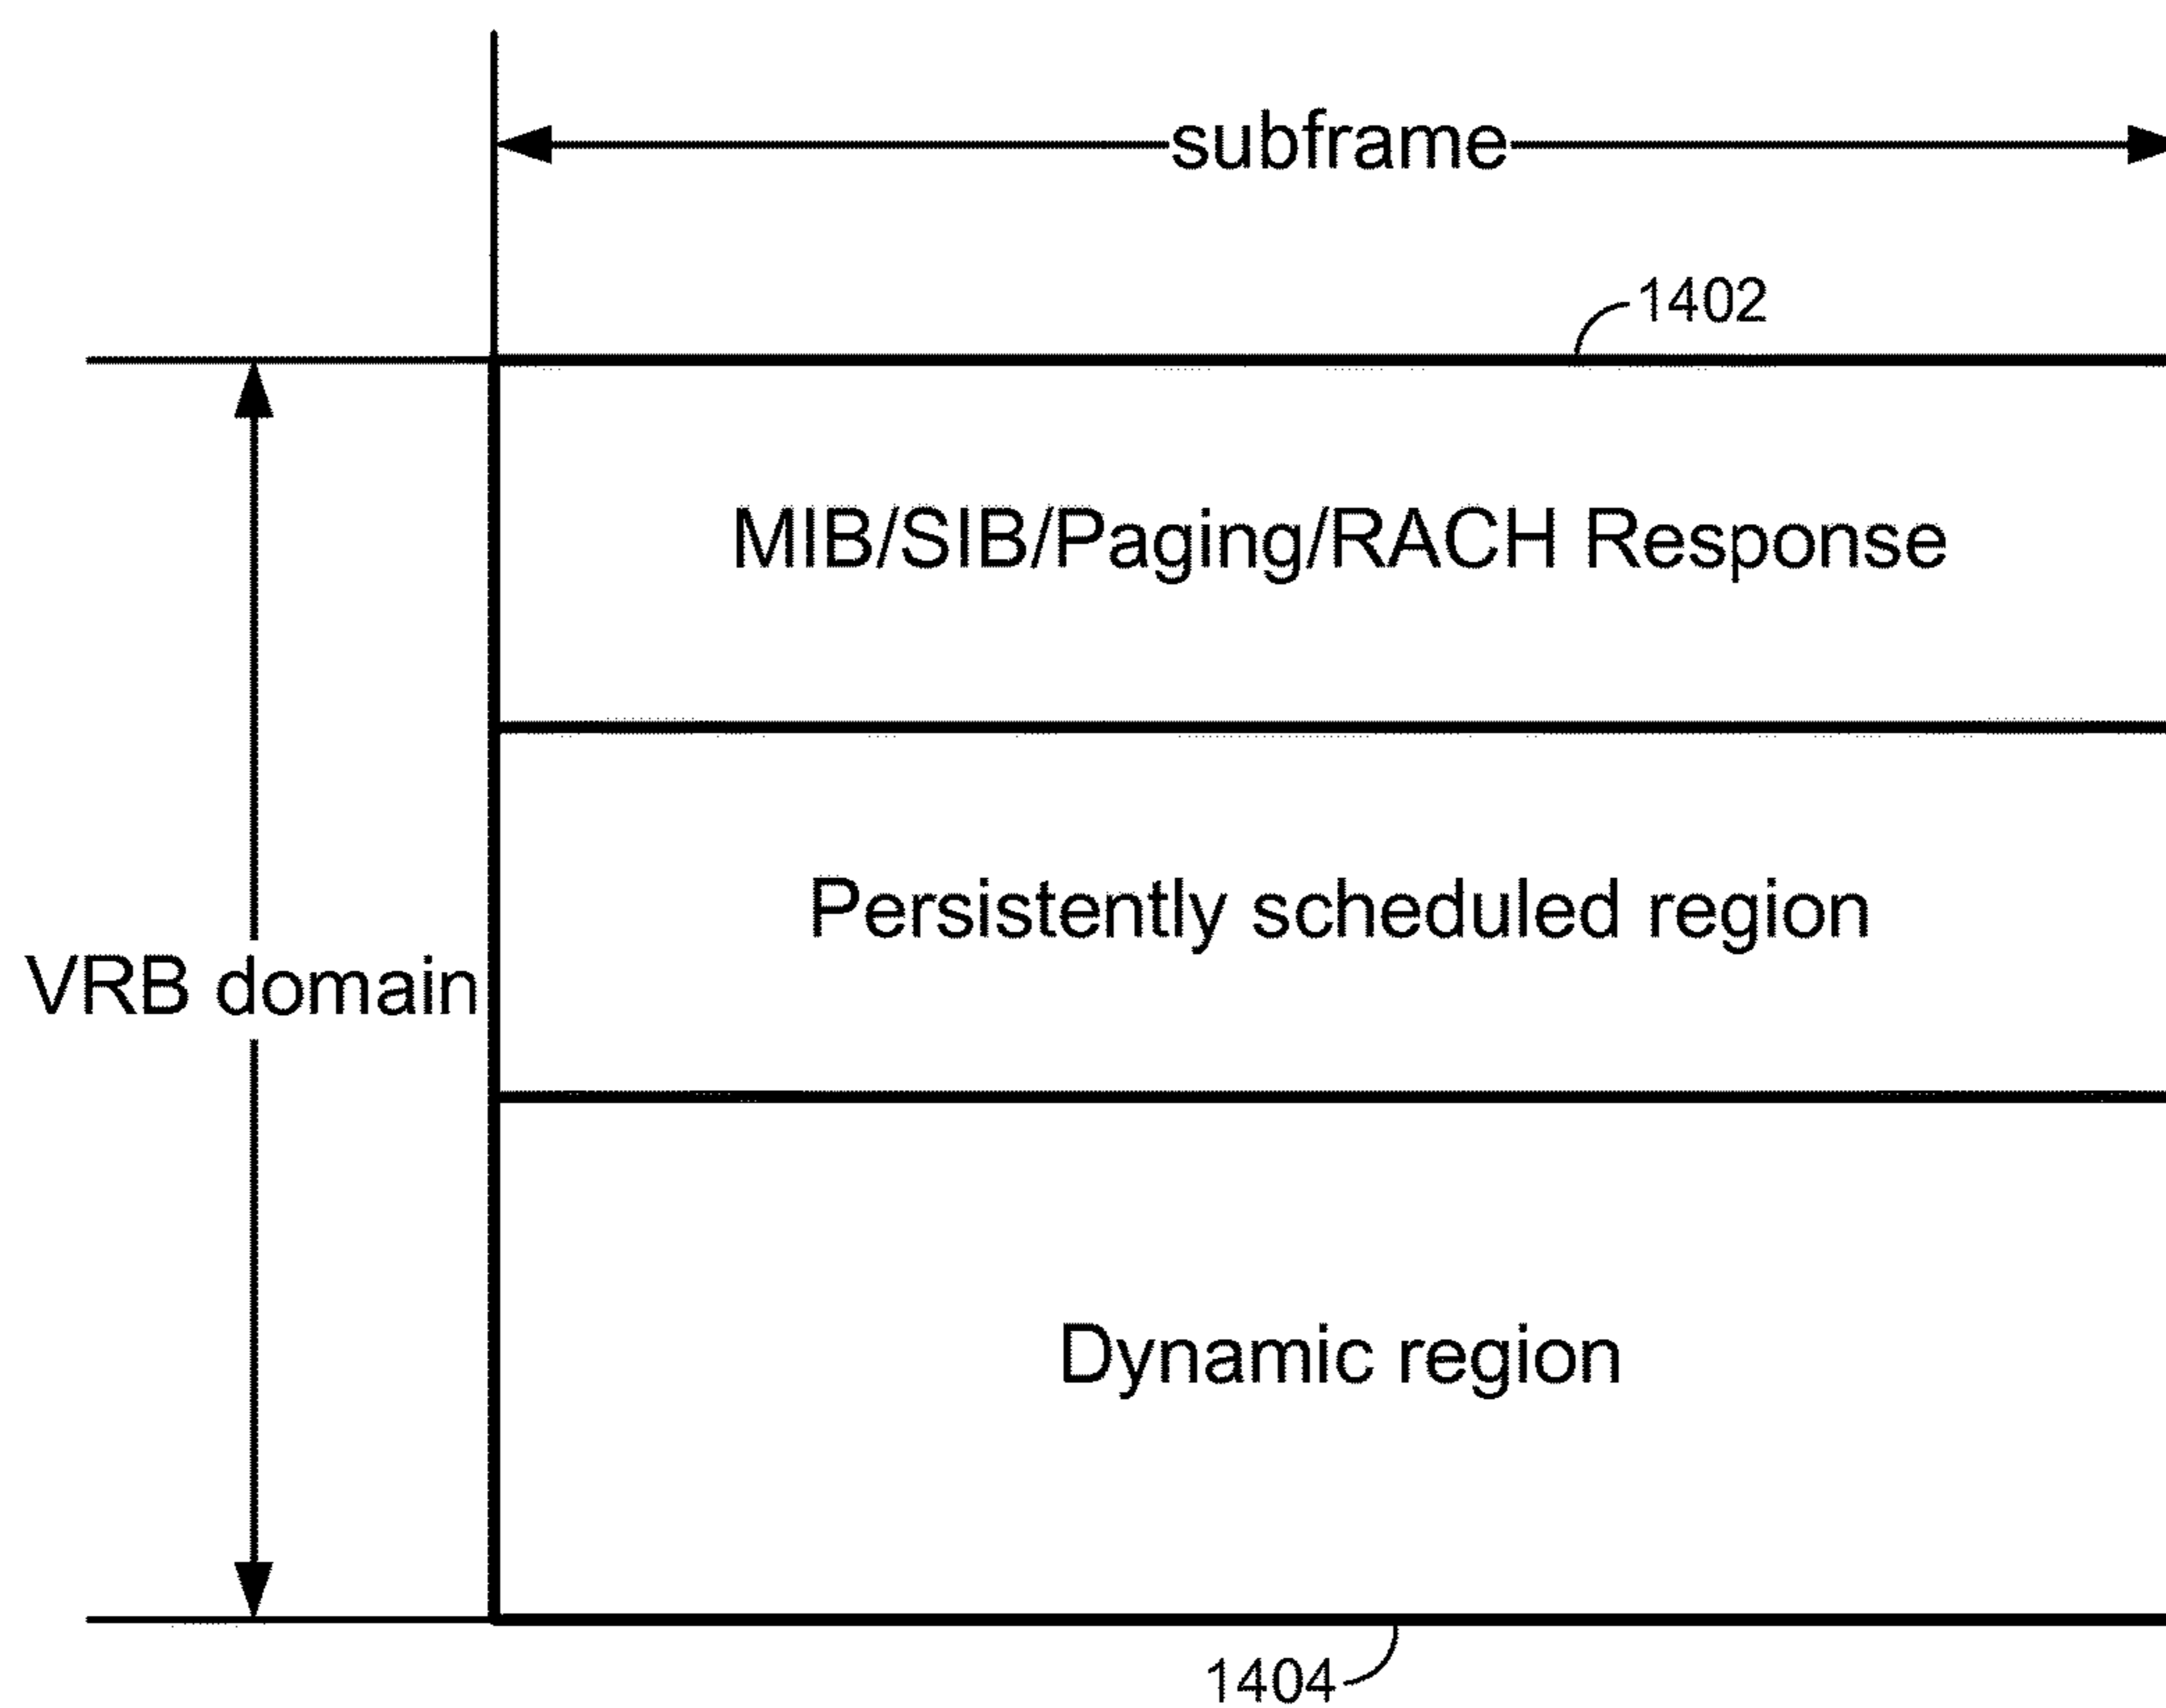 subframe
1402
MIB/SIB/Paging/RACH Response
Persistently scheduled region
VRB domain
Dynamic region
1404